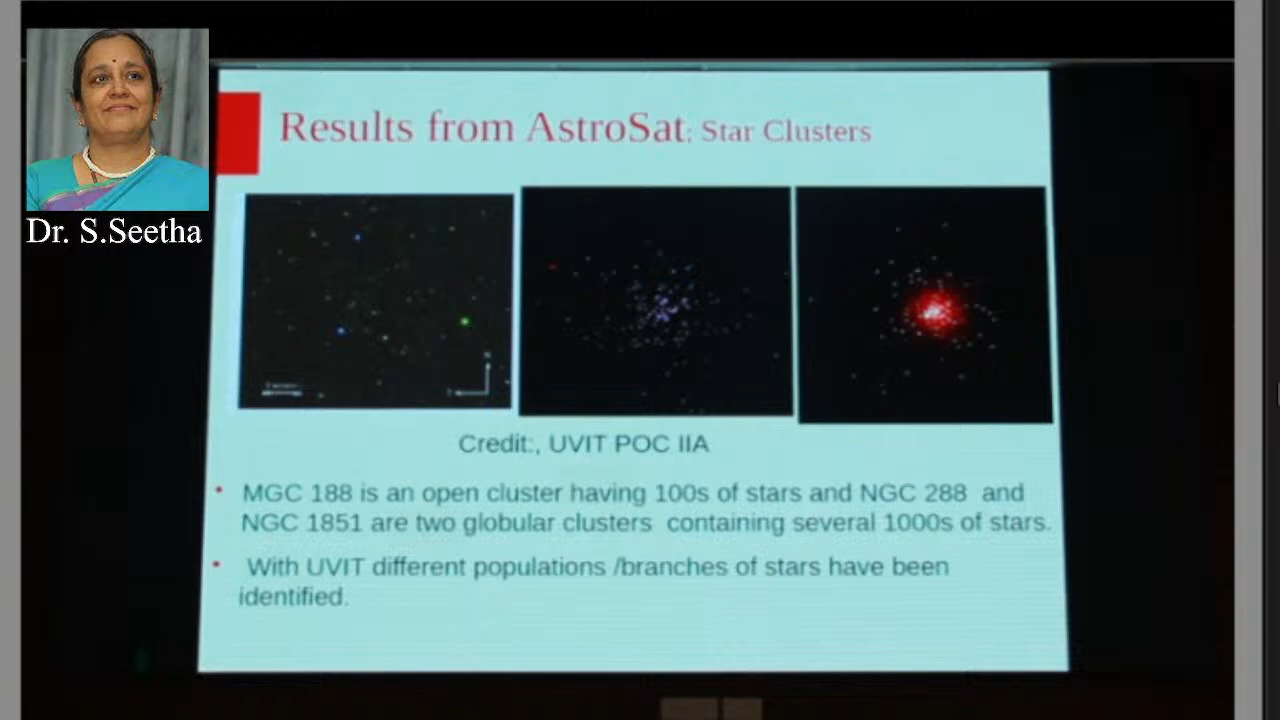 Dr. S.Seetha
Results from AstroSat; Star Clusters
Credit:, UVIT POC IIA
• MGC 188 is an open cluster having 100s of stars and NGC 288 and
NGC 1851 are two globular clusters containing several 1000s of stars.
• With UVIT different populations /branches of stars have been
identified.